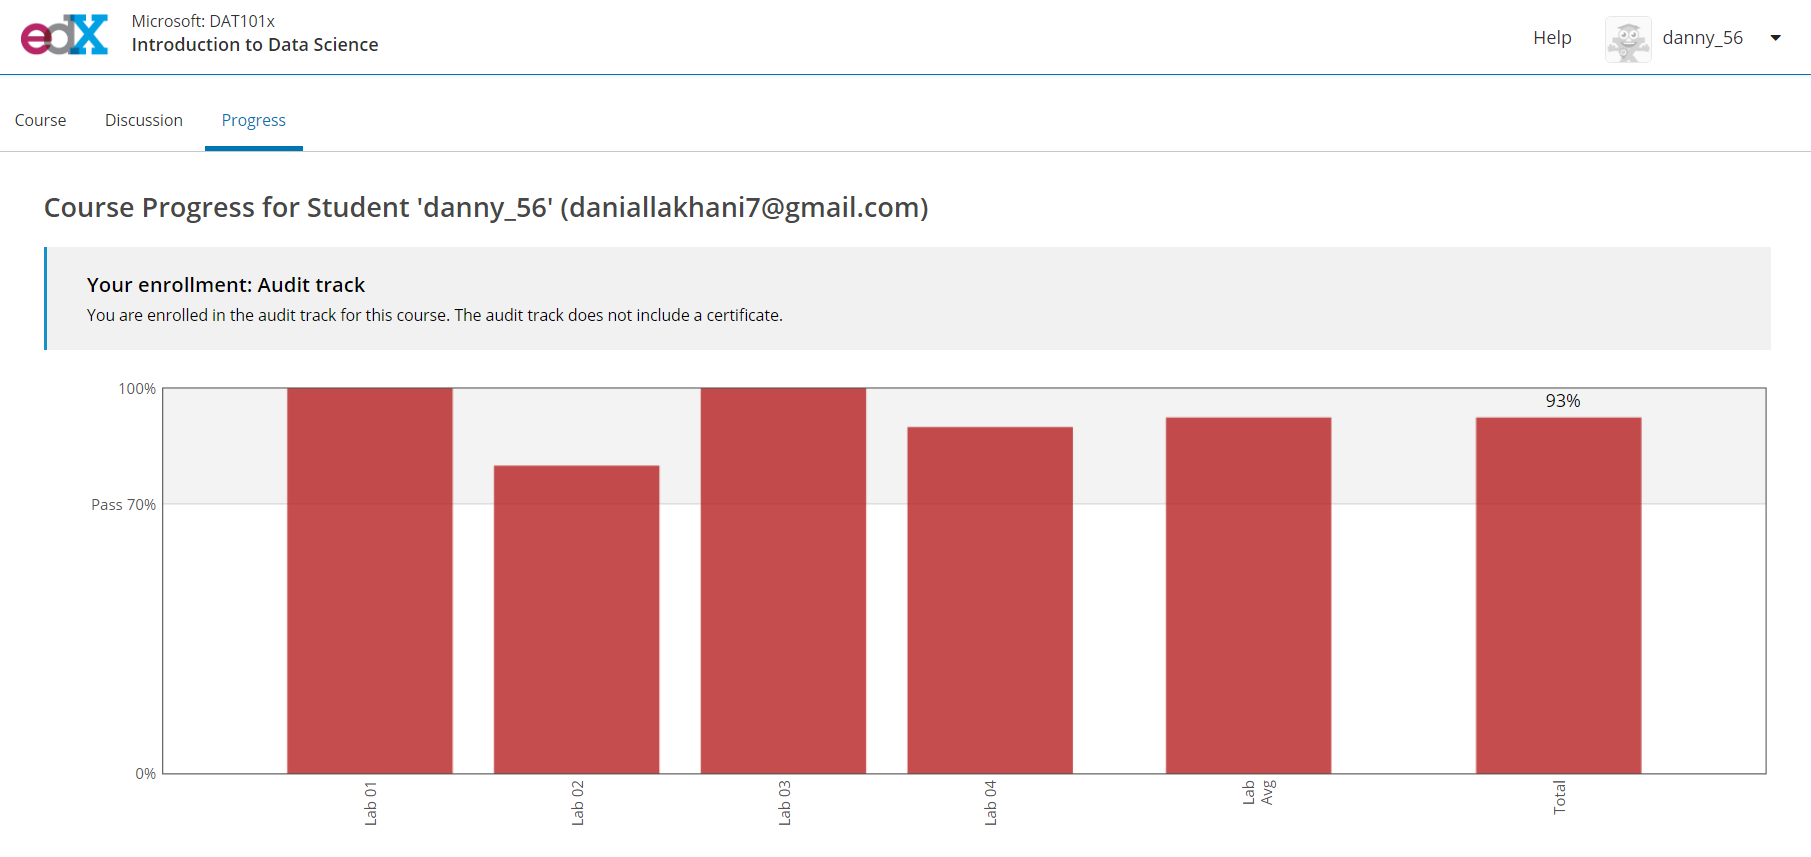 edX
Microsoft: DAT101x
Introduction to Data Science
Help
danny_56
Course
Discussion
Progress
Course Progress for Student 'danny_56' (daniallakhani7@gmail.com)
Your enrollment: Audit track
You are enrolled in the audit track for this course. The audit track does not include a certificate.
100%
93%
Pass 70%
0%
Lab 01
Lab 02
Lab 03
Lab 04
Lab
Avg
Total